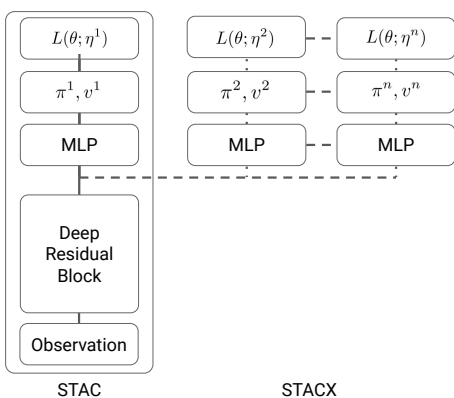 L(θ; η¹) L(θ; η²) L(θ; ηⁿ)
π¹, v¹ π², v² πⁿ, vⁿ
MLP MLP MLP
Deep
Residual
Block
Observation
STAC STACX